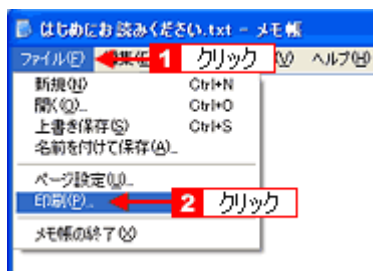 はじめにお読みください.txt - メモ帳
ファイル(F) 1 クリック (V) ヘルプ(H)
新規(N) Ctrl+N
開く(O)... Ctrl+O
上書き保存(S) Ctrl+S
名前を付けて保存(A)...
ページ設定(U)...
印刷(P)... 2 クリック
メモ帳の終了(X)